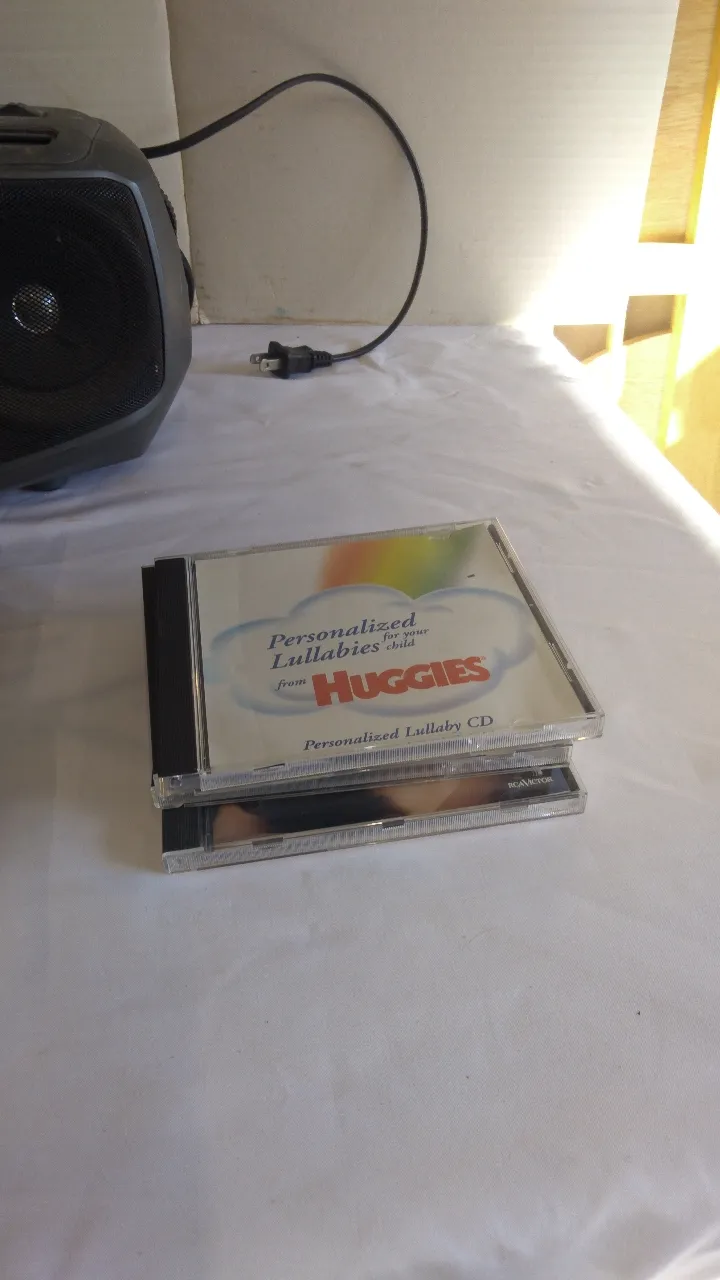 Personalized
Lullabies for your child
from HUGGIES
Personalized Lullaby CD
RCA VICTOR